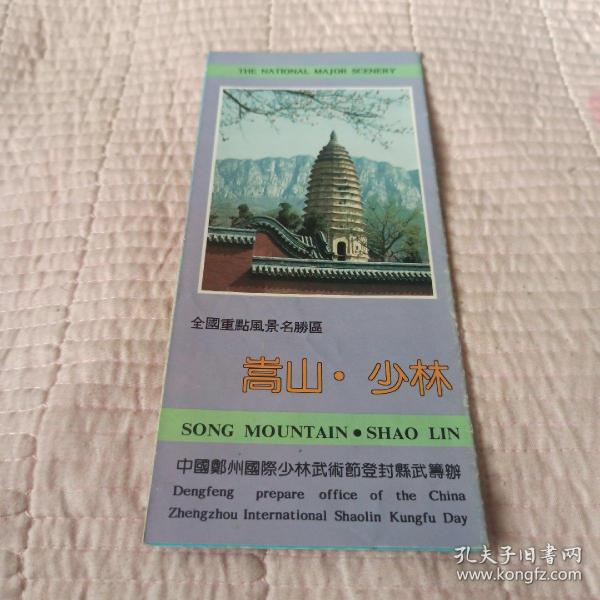 THE NATIONAL MAJOR SCENERY
全國重點風景名勝區
嵩山·少林
SONG MOUNTAIN • SHAO LIN
中國鄭州國際少林武術節登封縣武籌辦
Dengfeng prepare office of the China
Zhengzhou International Shaolin Kungfu Day
孔夫子旧书网
www.kongfz.com